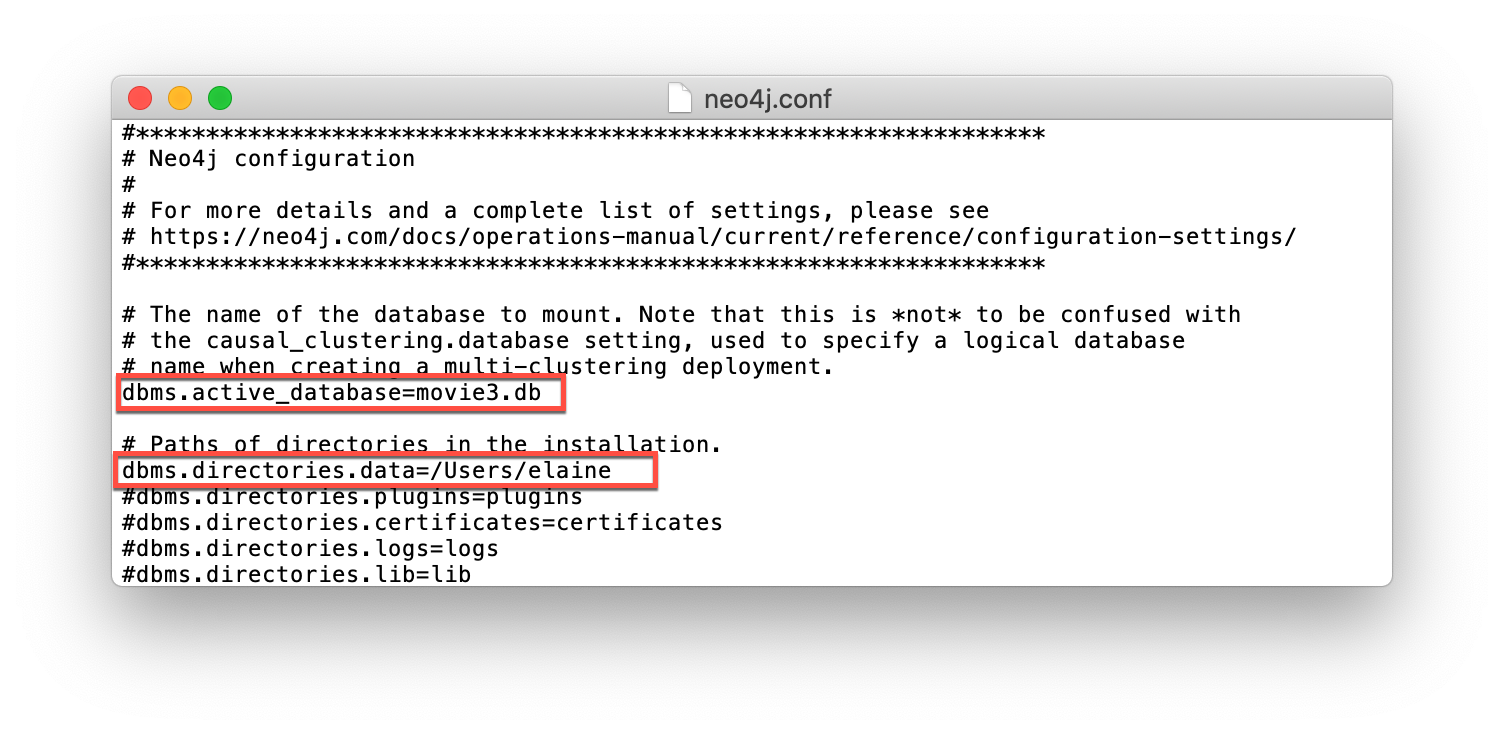 neo4j.conf
#*****************************************************************
# Neo4j configuration
#
# For more details and a complete list of settings, please see
# https://neo4j.com/docs/operations-manual/current/reference/configuration-settings/
#*****************************************************************
# The name of the database to mount. Note that this is *not* to be confused with
# the causal_clustering.database setting, used to specify a logical database
# name when creating a multi-clustering deployment.
dbms.active_database=movie3.db
# Paths of directories in the installation.
dbms.directories.data=/Users/elaine
#dbms.directories.plugins=plugins
#dbms.directories.certificates=certificates
#dbms.directories.logs=logs
#dbms.directories.lib=lib